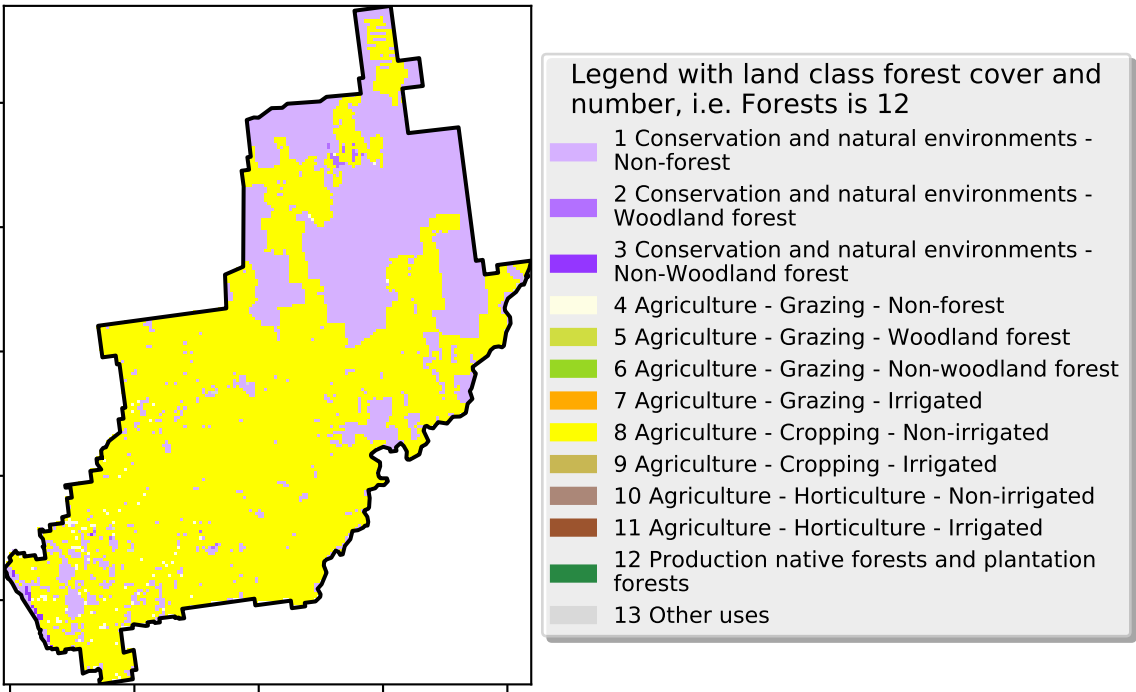 Legend with land class forest cover and
number, i.e. Forests is 12
1 Conservation and natural environments -
Non-forest
2 Conservation and natural environments -
Woodland forest
3 Conservation and natural environments -
Non-Woodland forest
4 Agriculture - Grazing - Non-forest
5 Agriculture - Grazing - Woodland forest
6 Agriculture - Grazing - Non-woodland forest
7 Agriculture - Grazing - Irrigated
8 Agriculture - Cropping - Non-irrigated
9 Agriculture - Cropping - Irrigated
10 Agriculture - Horticulture - Non-irrigated
11 Agriculture - Horticulture - Irrigated
12 Production native forests and plantation
forests
13 Other uses